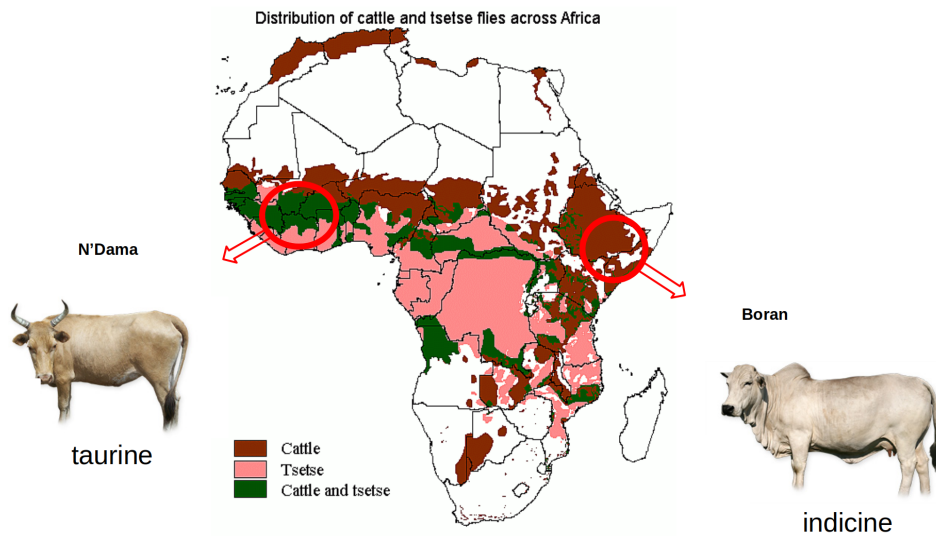 Distribution of cattle and tsetse flies across Africa
N'Dama
Boran
taurine
Cattle
Tsetse
Cattle and tsetse
indicine